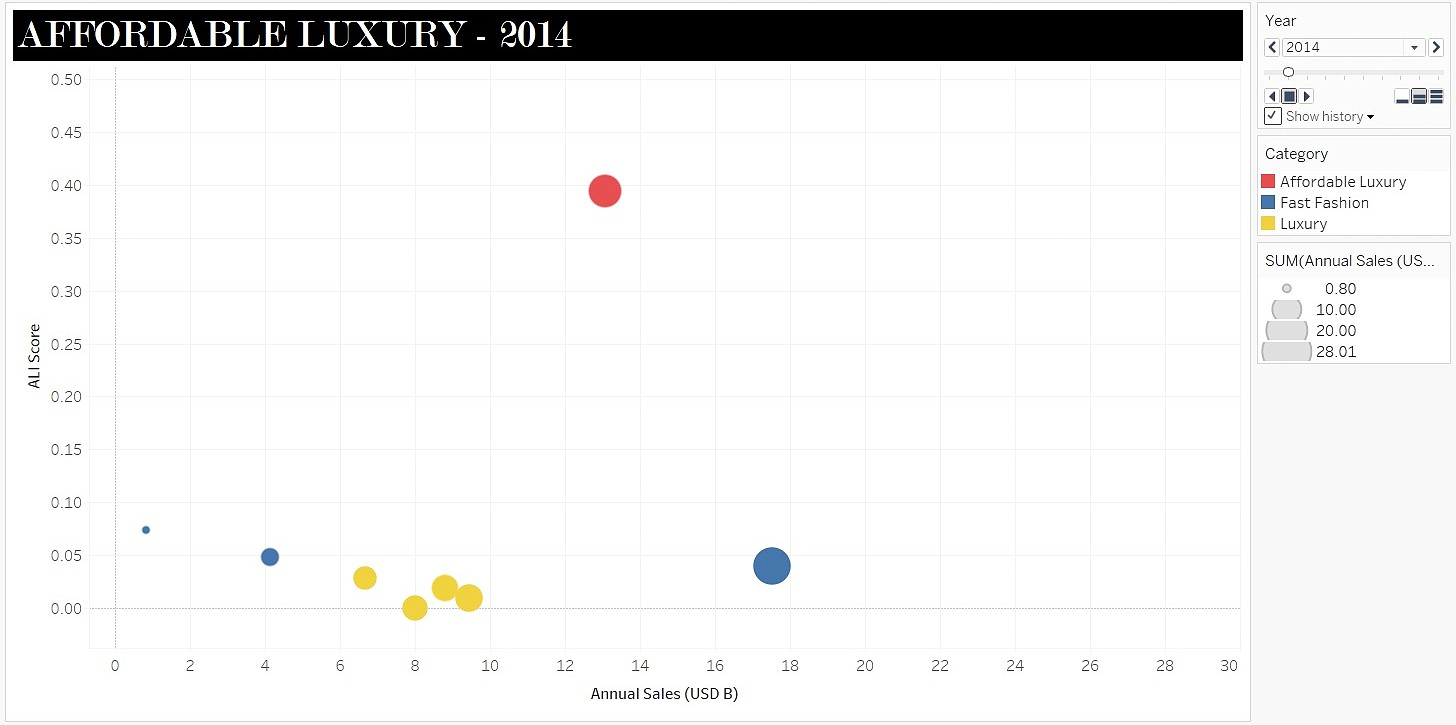 AFFORDABLE LUXURY - 2014
0.50
0.45
0.40
0.35
0.30
0.25
0.20
0.15
0.10
0.05
0.00
ALI Score
0 2 4 6 8 10 12 14 16 18 20 22 24 26 28 30
Annual Sales (USD B)
Year
2014
Show history
Category
Affordable Luxury
Fast Fashion
Luxury
SUM(Annual Sales (US...
0.80
10.00
20.00
28.01